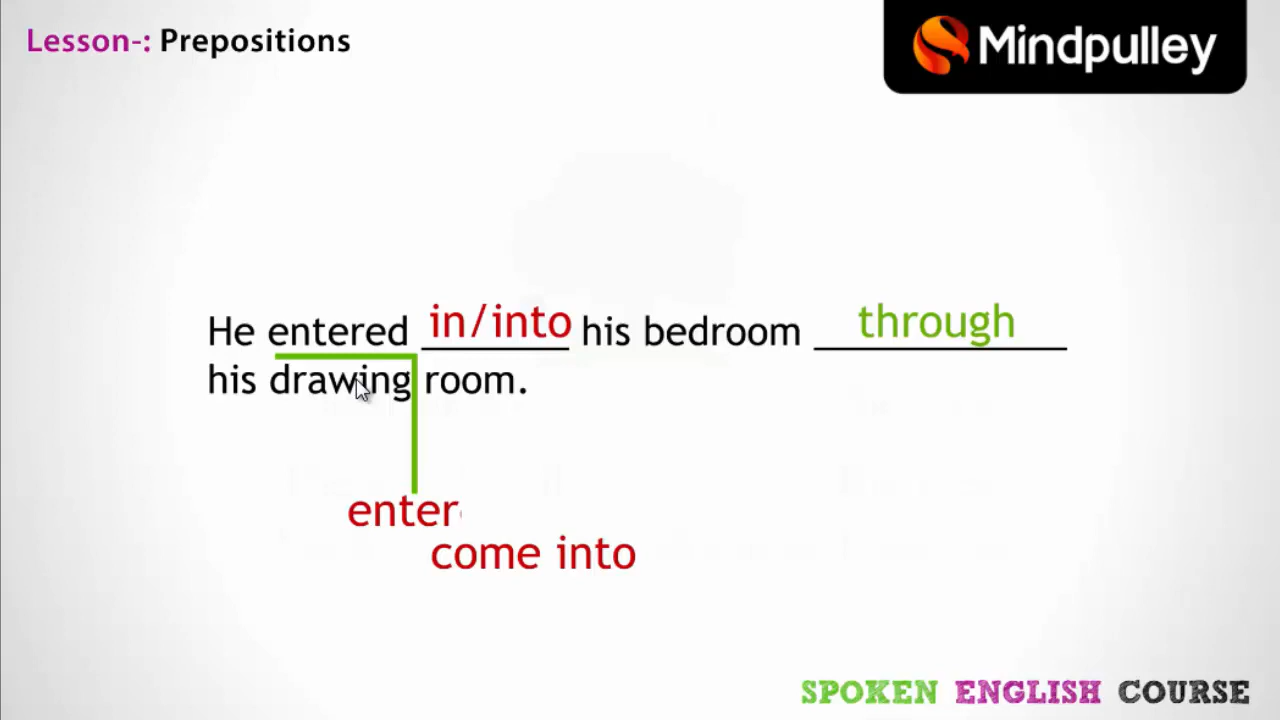 Lesson-: Prepositions
Mindpulley
He entered in/into his bedroom through
his drawing room.
enter
come into
SPOKEN ENGLISH COURSE